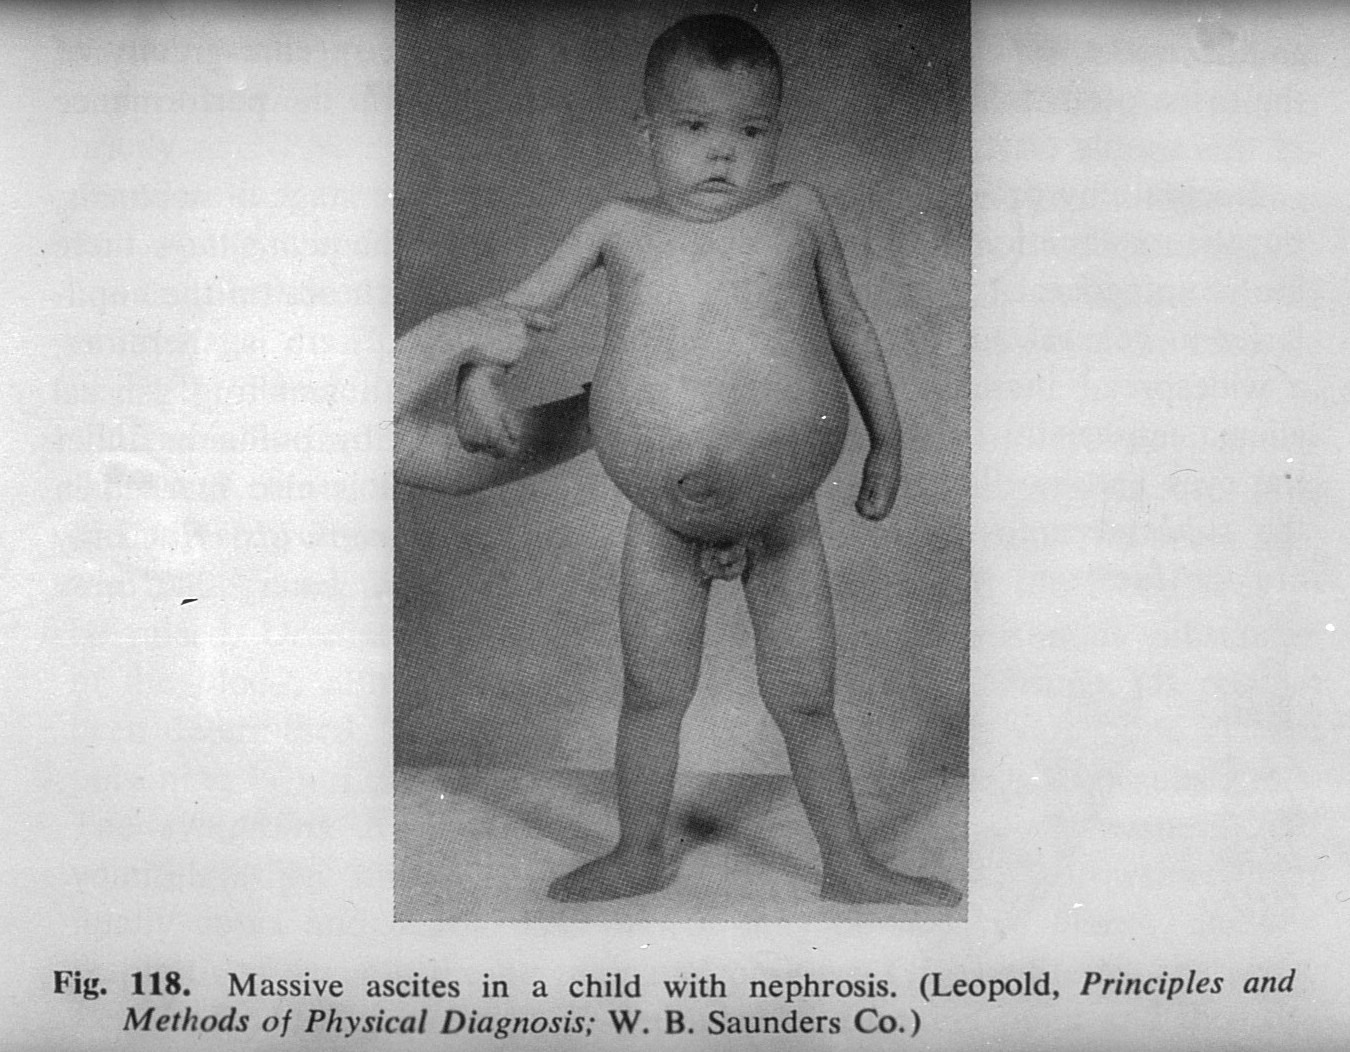 Fig. 118. Massive ascites in a child with nephrosis. (Leopold, Principles and
Methods of Physical Diagnosis; W. B. Saunders Co.)